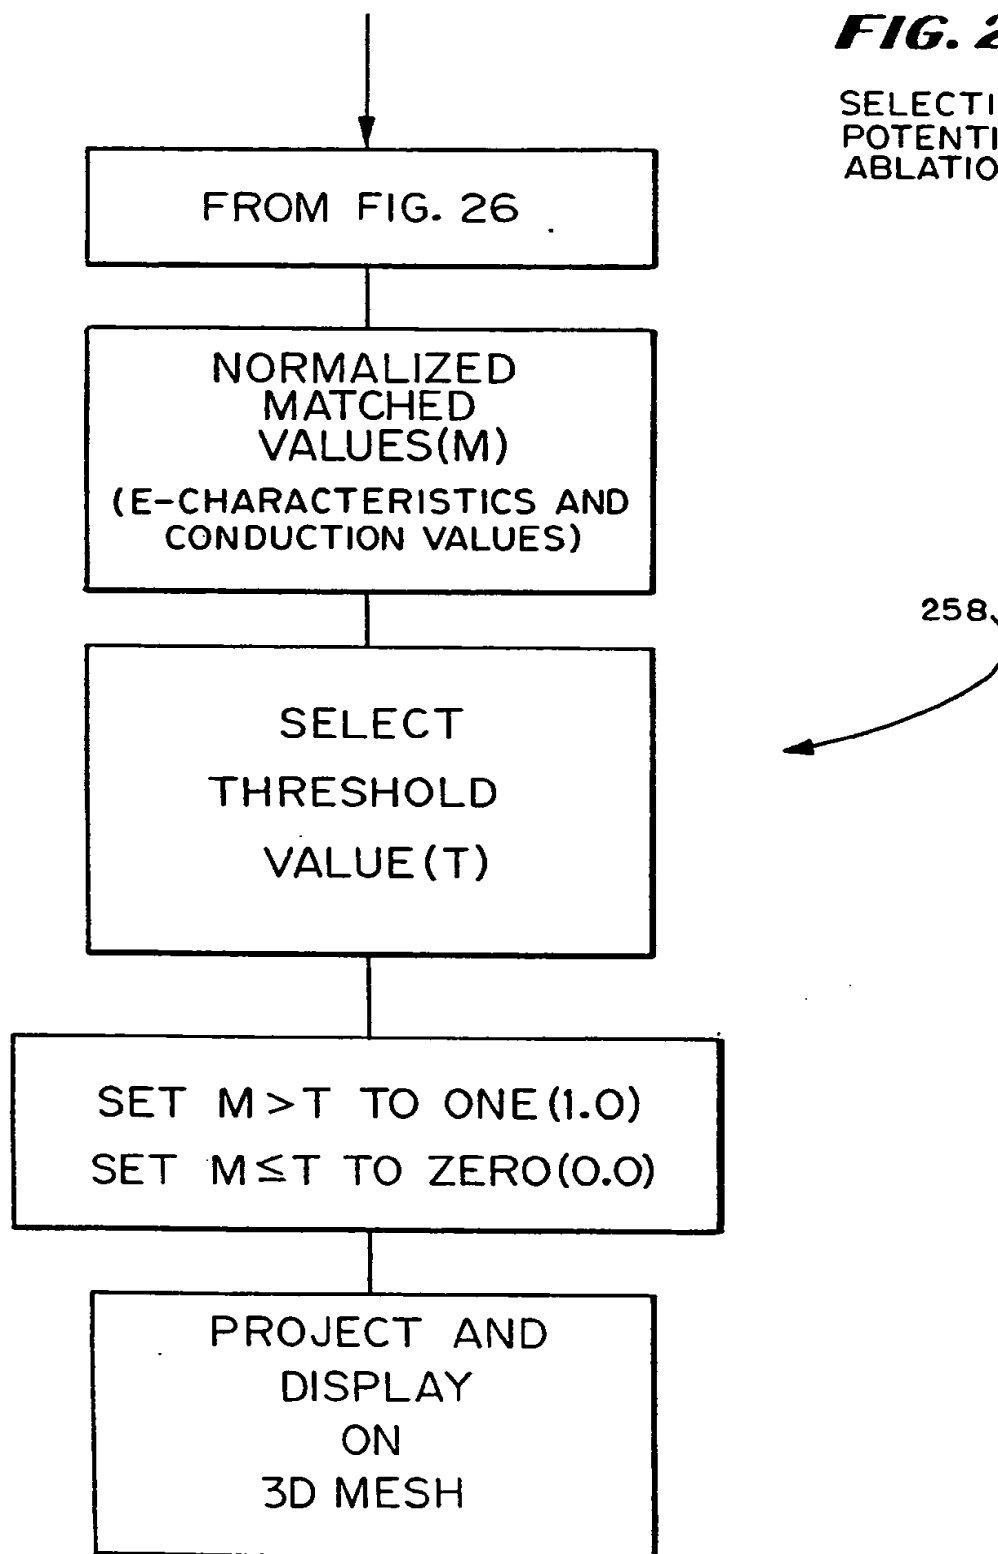 FIG. 2
SELECTI
POTENTI
ABLATIO
FROM FIG. 26
NORMALIZED
MATCHED
VALUES(M)
(E-CHARACTERISTICS AND
CONDUCTION VALUES)
258
SELECT
THRESHOLD
VALUE(T)
SET M>T TO ONE(1.0)
SET M≤T TO ZERO(0.0)
PROJECT AND
DISPLAY
ON
3D MESH